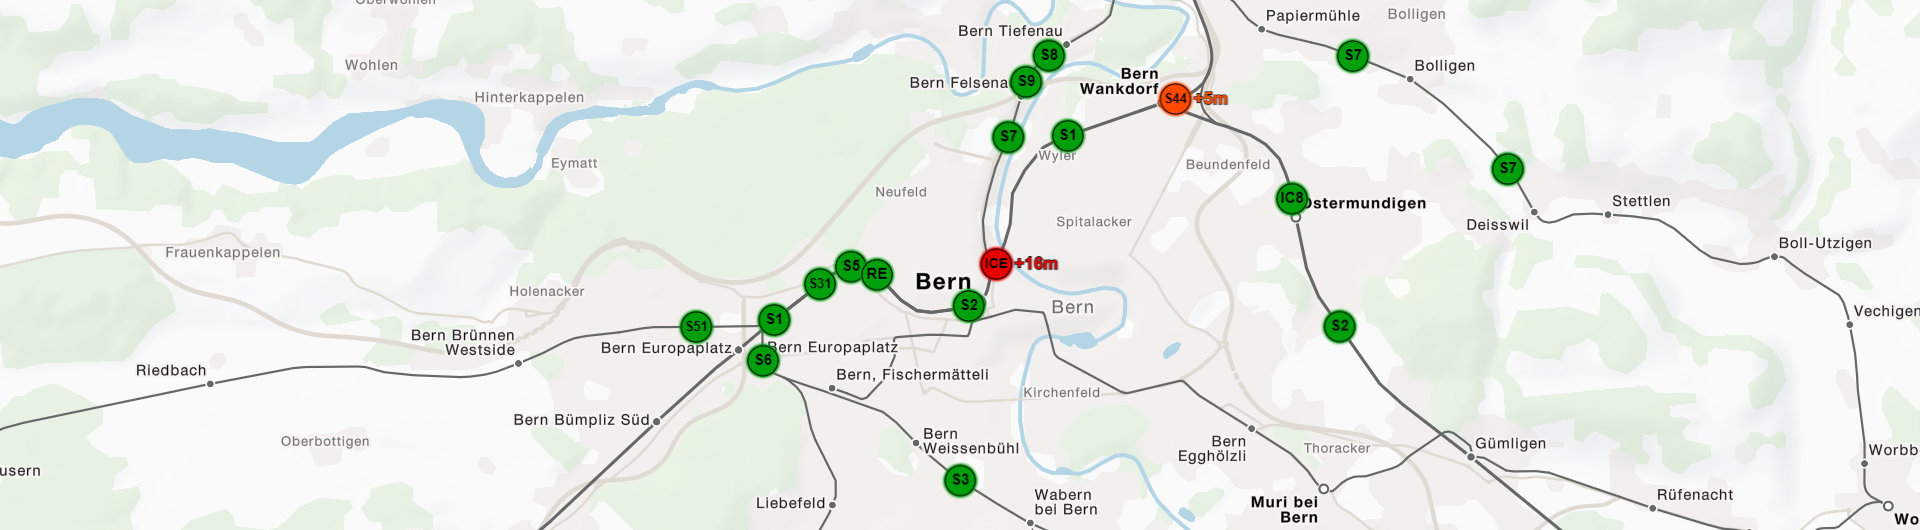 Oberwohlen
Papiermühle
Bolligen
Bern Tiefenau
S8
S7
Wohlen
Bolligen
Bern
Wankdorf
Bern Felsena
S9
Hinterkappelen
S44
+5m
S7
S1
Wyler
Eymatt
Beundenfeld
S7
Neufeld
IC8
Ostermundigen
Stettlen
Spitalacker
Deisswil
Boll-Utzigen
Frauenkappelen
ICE
+16m
S5
RE
S31
Bern
Holenacker
S2
Bern
Vechigen
S1
S51
S2
Bern Brünnen
Westside
Bern Europaplatz
Bern Europaplatz
S6
Riedbach
Bern, Fischermätteli
Kirchenfeld
Bern Bümpliz Süd
Oberbottigen
Bern
Weissenbühl
Bern
Egghölzli
Thoracker
Gümligen
Worbb
usern
S3
Liebefeld
Wabern
bei Bern
Muri bei
Bern
Rüfenacht
Wo